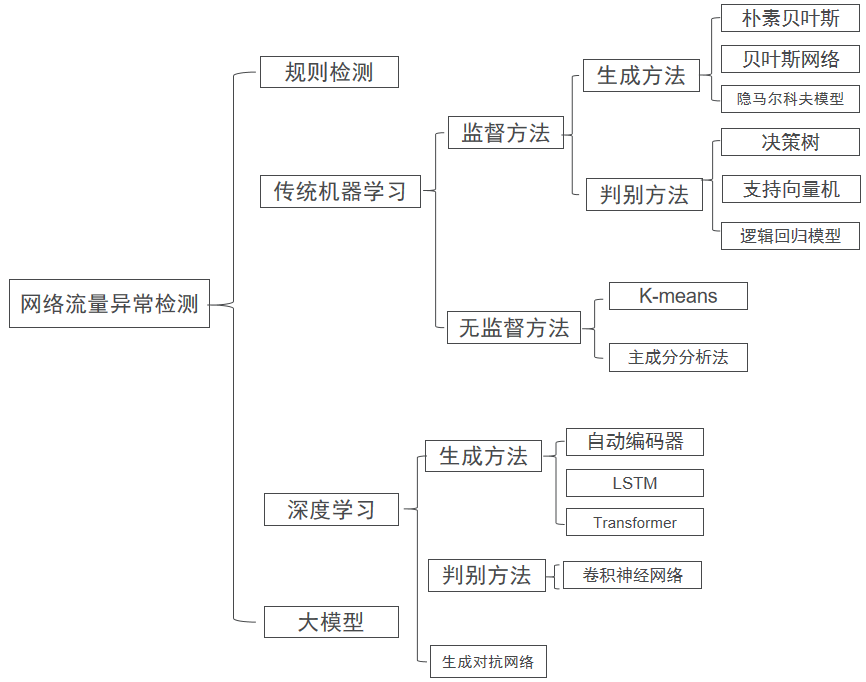 网络流量异常检测
规则检测
传统机器学习
监督方法
生成方法
朴素贝叶斯
贝叶斯网络
隐马尔科夫模型
判别方法
决策树
支持向量机
逻辑回归模型
无监督方法
K-means
主成分分析法
深度学习
生成方法
自动编码器
LSTM
Transformer
判别方法
卷积神经网络
生成对抗网络
大模型